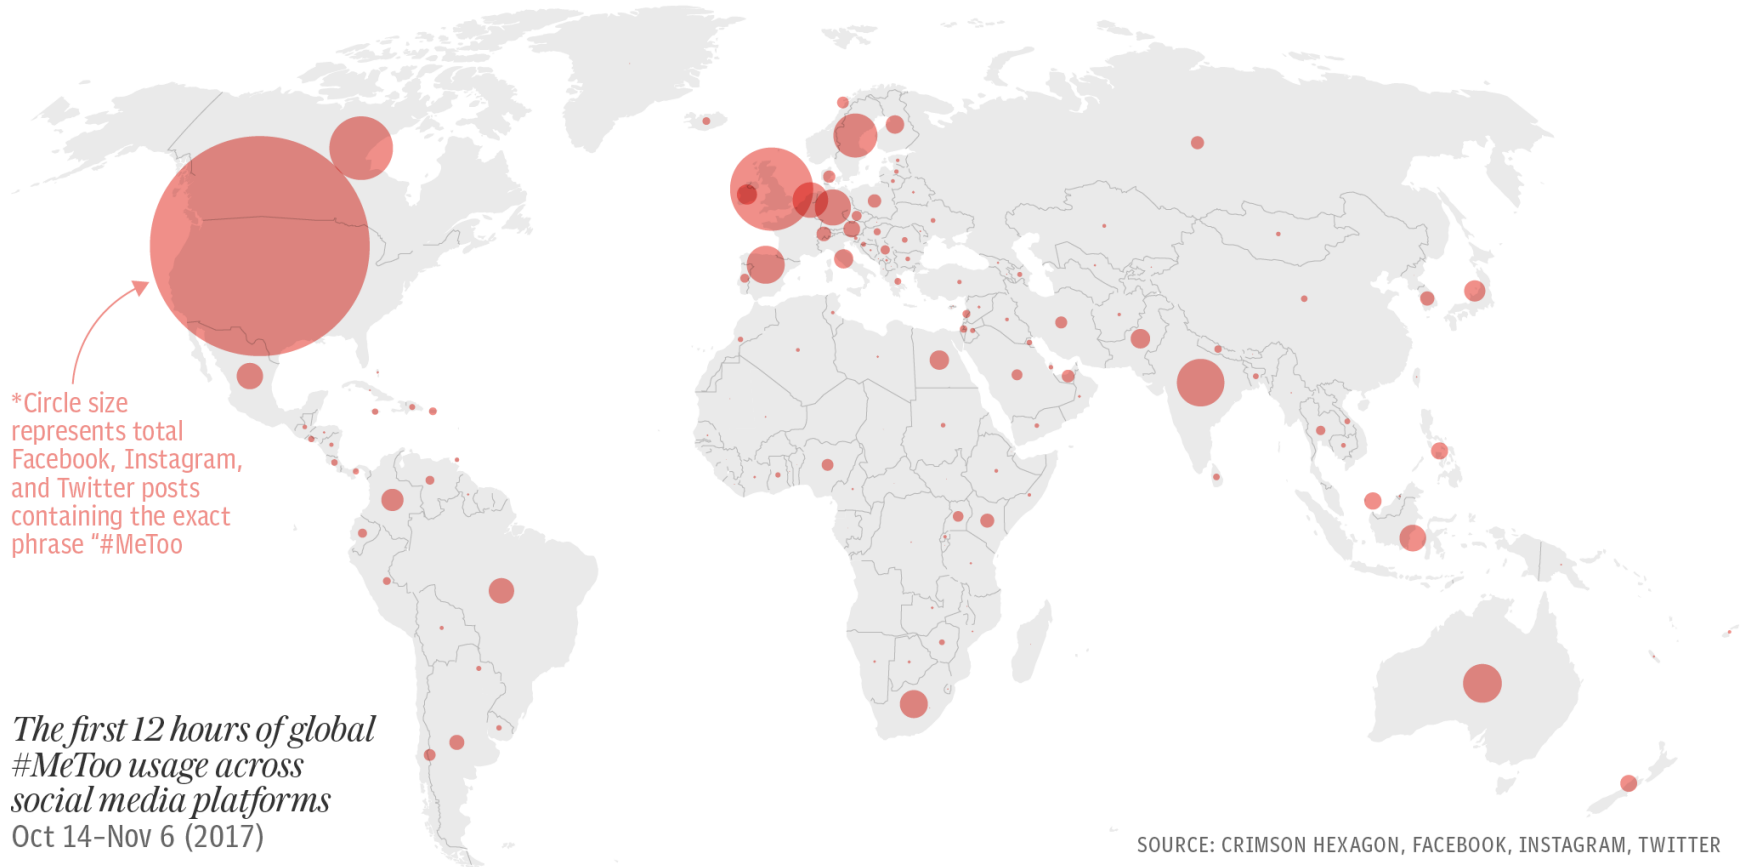 *Circle size
represents total
Facebook, Instagram,
and Twitter posts
containing the exact
phrase “#MeToo
The first 12 hours of global
#MeToo usage across
social media platforms
Oct 14–Nov 6 (2017)
SOURCE: CRIMSON HEXAGON, FACEBOOK, INSTAGRAM, TWITTER